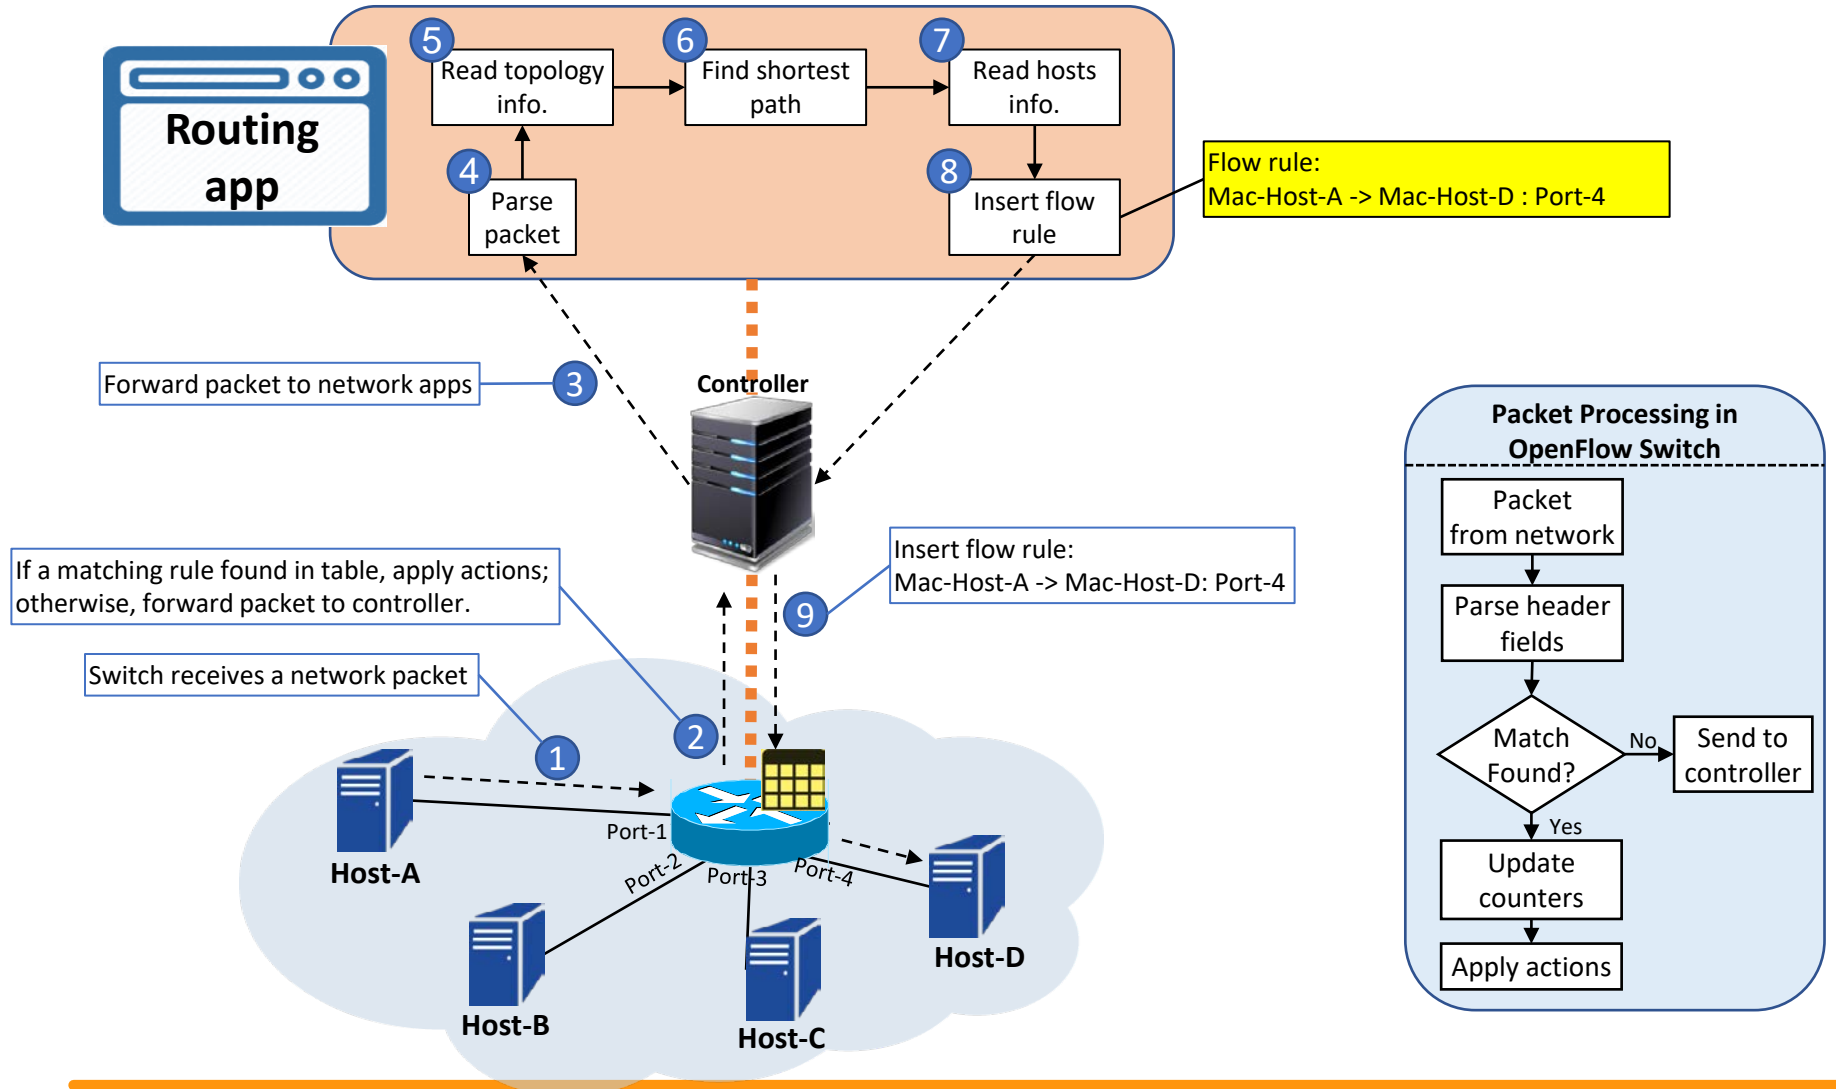 5
Read topology
info.
6
Find shortest
path
7
Read hosts
info.
Routing
app
4
Parse
packet
8
Insert flow
rule
Flow rule:
Mac-Host-A -> Mac-Host-D : Port-4
Forward packet to network apps
3
Controller
If a matching rule found in table, apply actions;
otherwise, forward packet to controller.
Insert flow rule:
Mac-Host-A -> Mac-Host-D: Port-4
9
Switch receives a network packet
1
2
Port-1
Port-2
Port-3
Port-4
Host-A
Host-B
Host-C
Host-D
Packet Processing in
OpenFlow Switch
Packet
from network
Parse header
fields
Match
Found?
No
Send to
controller
Yes
Update
counters
Apply actions